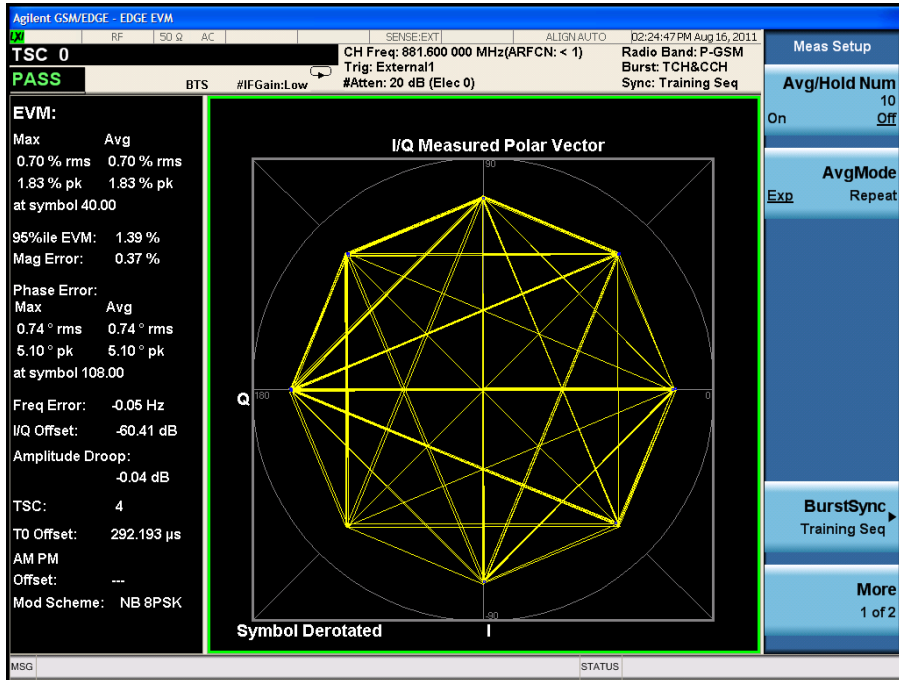 Agilent GSM/EDGE - EDGE EVM
LXI RF 50 Ω AC SENSE:EXT ALIGN AUTO 02:24:47 PM Aug 16, 2011
TSC 0
CH Freq: 881.600 000 MHz(ARFCN: < 1) Radio Band: P-GSM
Trig: External1 Burst: TCH&CCH
PASS BTS #IFGain:Low #Atten: 20 dB (Elec 0) Sync: Training Seq
EVM:
Max Avg
0.70 % rms 0.70 % rms
1.83 % pk 1.83 % pk
at symbol 40.00
95%ile EVM: 1.39 %
Mag Error: 0.37 %
Phase Error:
Max Avg
0.74 ° rms 0.74 ° rms
5.10 ° pk 5.10 ° pk
at symbol 108.00
Freq Error: -0.05 Hz
I/Q Offset: -60.41 dB
Amplitude Droop:
-0.04 dB
TSC: 4
T0 Offset: 292.193 µs
AM PM
Offset: ---
Mod Scheme: NB 8PSK
I/Q Measured Polar Vector
90
Q 180 0
-90
Symbol Derotated I
Meas Setup
Avg/Hold Num
10
On Off
AvgMode
Exp Repeat
BurstSync
Training Seq
More
1 of 2
MSG STATUS